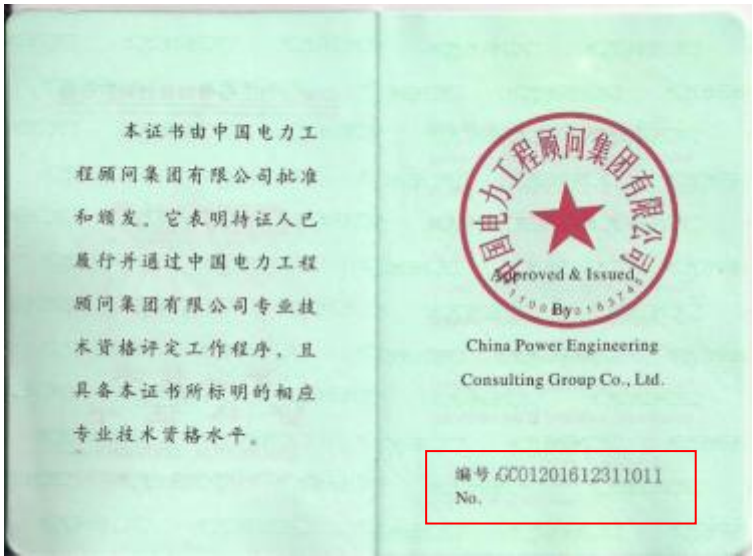 本证书由中国电力工
程顾问集团有限公司批准
和颁发，它表明持证人已
履行并通过中国电力工程
顾问集团有限公司专业技
术资格评定工作程序，且
具备本证书所标明的相应
专业技术资格水平。
中国电力工程顾问集团有限公司
Approved & Issued
By
China Power Engineering
Consulting Group Co., Ltd.
编号:GC01201612311011
No.